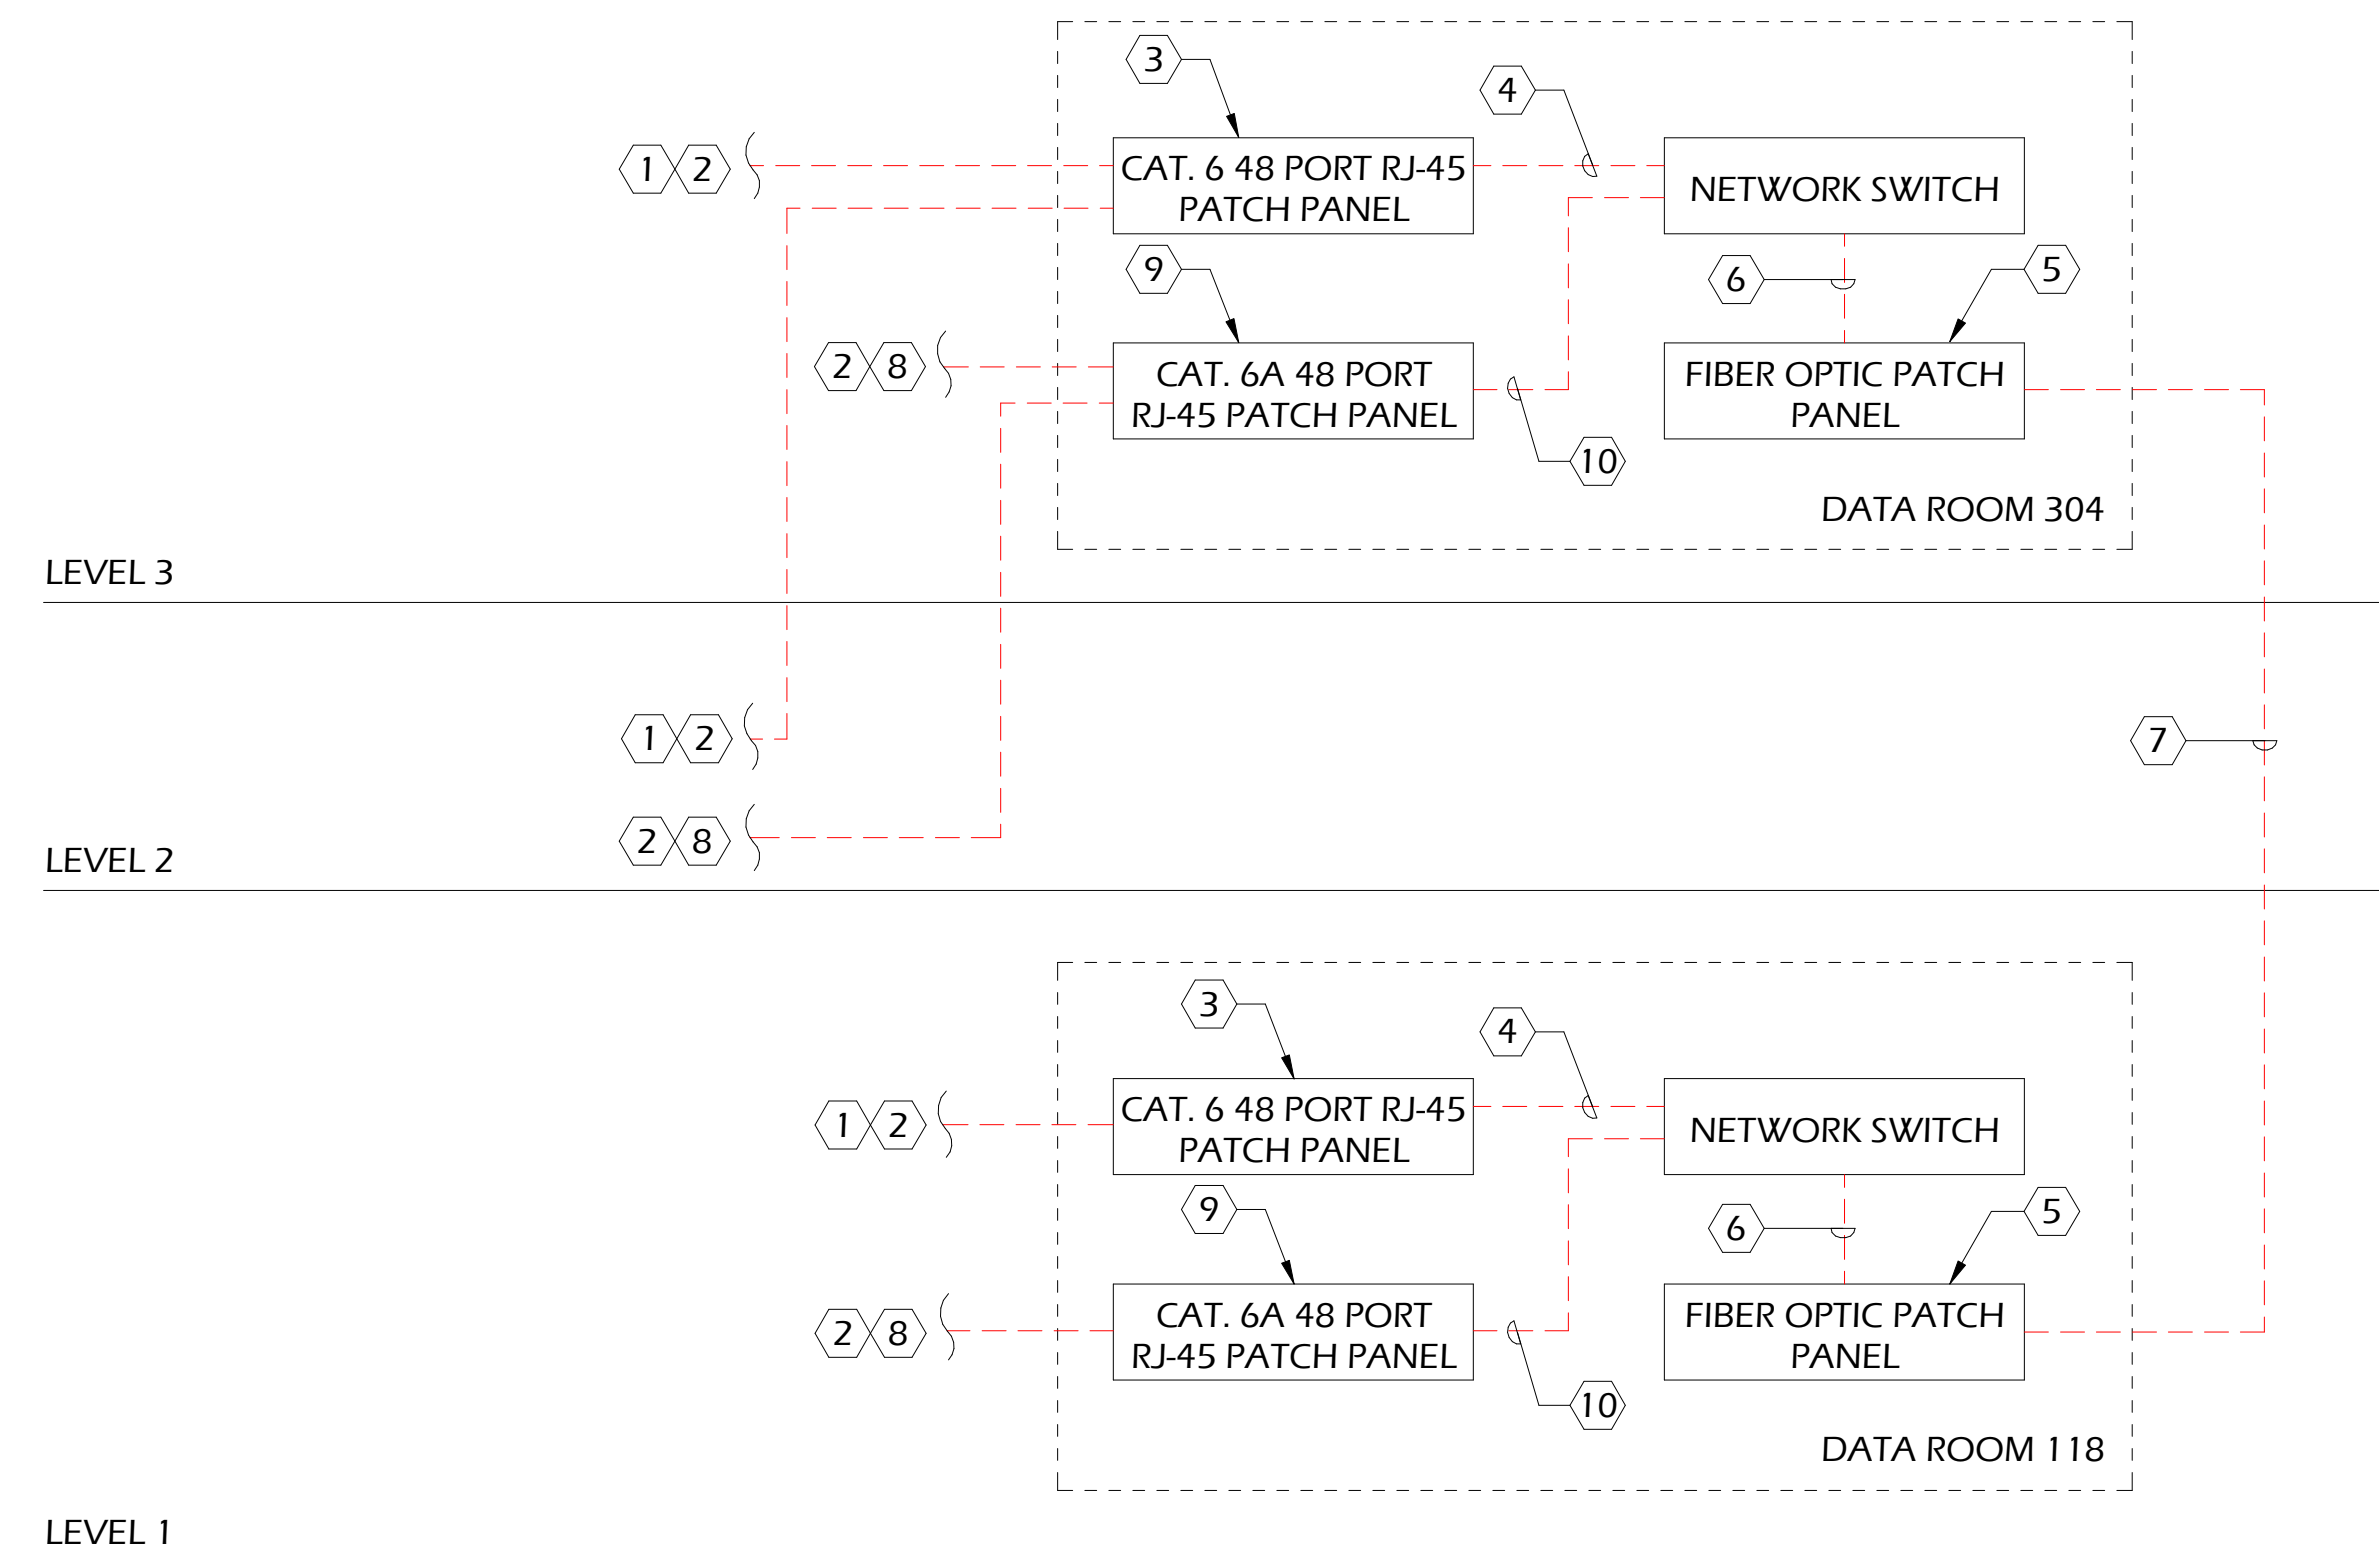 3
4
1 2
CAT. 6 48 PORT RJ-45
PATCH PANEL
NETWORK SWITCH
9
6
5
2 8
CAT. 6A 48 PORT
RJ-45 PATCH PANEL
FIBER OPTIC PATCH
PANEL
10
DATA ROOM 304
LEVEL 3
1 2
7
2 8
LEVEL 2
3
4
1 2
CAT. 6 48 PORT RJ-45
PATCH PANEL
NETWORK SWITCH
9
6
5
2 8
CAT. 6A 48 PORT
RJ-45 PATCH PANEL
FIBER OPTIC PATCH
PANEL
10
DATA ROOM 118
LEVEL 1